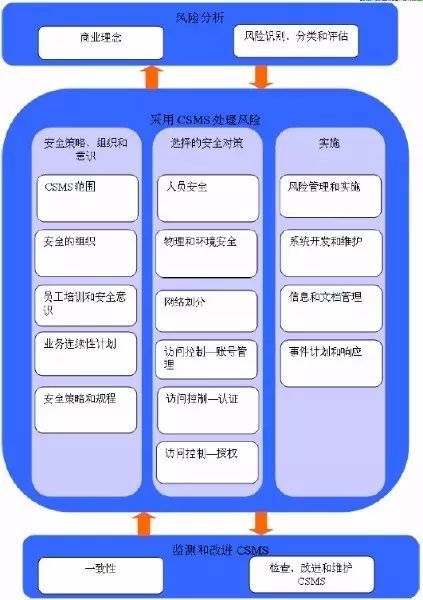 风险分析
商业理念
风险识别、分类和评估
采用 CSMS 处理风险
安全策略、组织和
意识
CSMS 范围
安全的组织
员工培训和安全意
识
业务连续性计划
安全策略和规程
选择的安全对策
人员安全
物理和环境安全
网络划分
访问控制—账号管
理
访问控制—认证
访问控制—授权
实施
风险管理和实施
系统开发和维护
信息和文档管理
事件计划和响应
监测和改进 CSMS
一致性
检查、改进和维护
CSMS